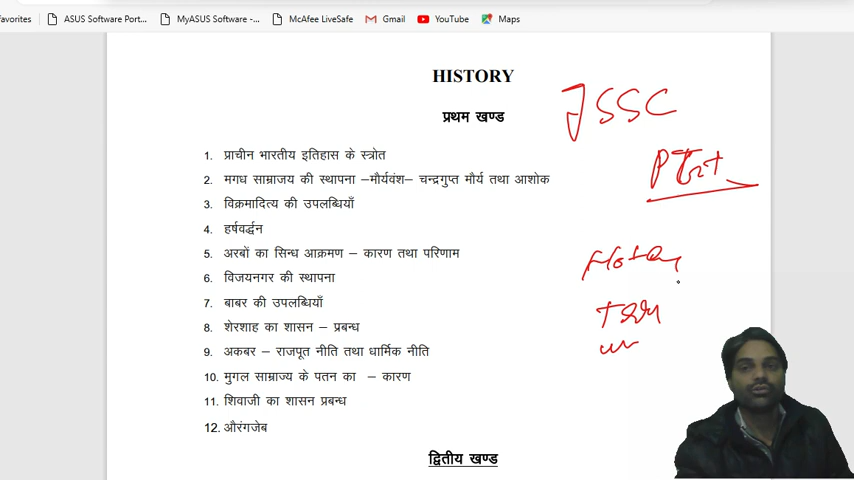 avorites ASUS Software Port... MyASUS Software -... McAfee LiveSafe Gmail YouTube Maps
HISTORY
प्रथम खण्ड
JSSC
1. प्राचीन भारतीय इतिहास के स्त्रोत
2. मगध साम्राजय की स्थापना –मौर्यवंश– चन्द्रगुप्त मौर्य तथा आशोक
3. विक्रमादित्य की उपलब्धियाँ
4. हर्षवर्द्धन
5. अरबों का सिन्ध आक्रमण – कारण तथा परिणाम
6. विजयनगर की स्थापना
7. बाबर की उपलब्धियाँ
8. शेरशाह का शासन – प्रबन्ध
9. अकबर – राजपूत नीति तथा धार्मिक नीति
10. मुगल साम्राज्य के पतन का – कारण
11. शिवाजी का शासन प्रबन्ध
12. औरंगजेब
द्वितीय खण्ड